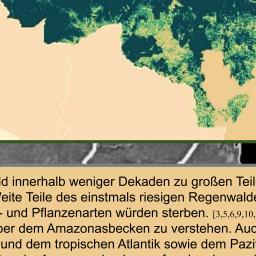 ld innerhalb weniger Dekaden zu großen Teil
Weite Teile des einstmals riesigen Regenwalde
- und Pflanzenarten würden sterben. [3,5,6,9,10,
ber dem Amazonasbecken zu verstehen. Auc
und dem tropischen Atlantik sowie dem Pazi